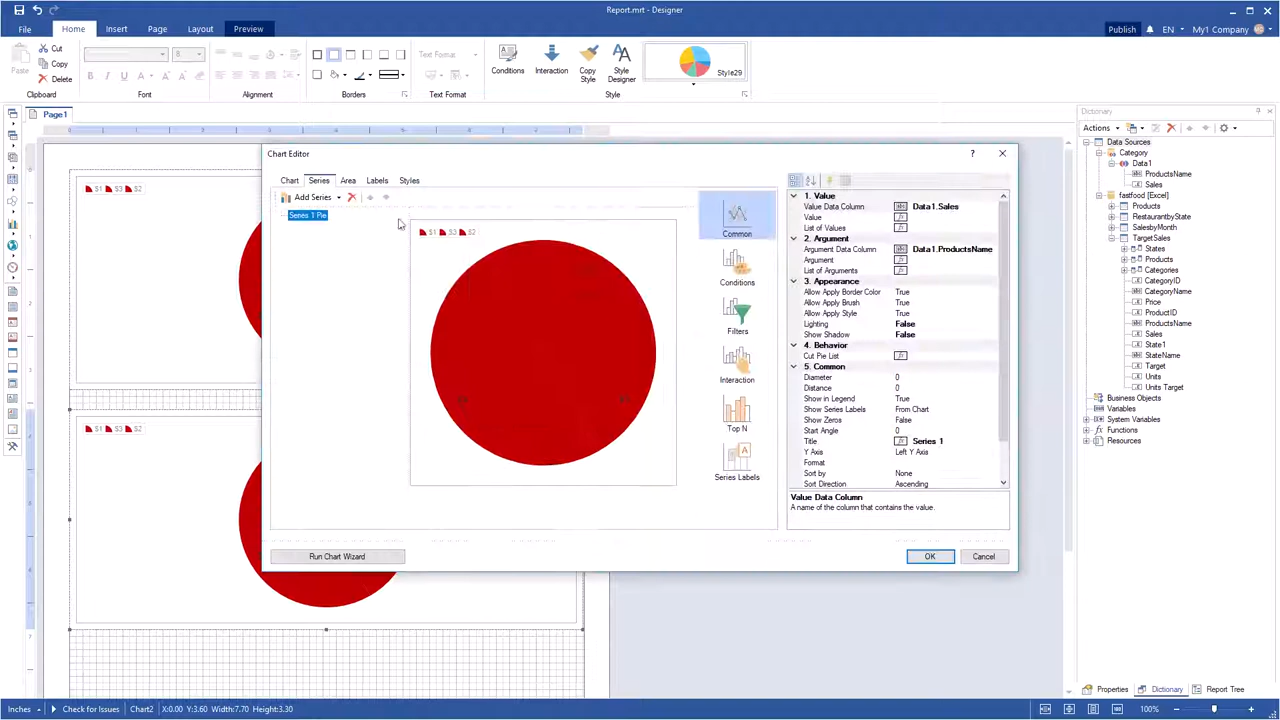 Report.mrt - Designer
File Home Insert Page Layout Preview
Publish EN My1 Company
Paste
Cut
Copy
Delete
8
Text Format
Conditions
Interaction
Copy Style
Style Designer
Style29
Clipboard Font Alignment Borders Text Format Style
Page1
S1 S3 S2
S1 S3 S2
Chart Editor
Chart Series Area Labels Styles
Add Series
Series 1 Pie
S1 S3 S2
Common
Conditions
Filters
Interaction
Top N
Series Labels
1. Value
Value Data Column Data1.Sales
Value
List of Values
2. Argument
Argument Data Column Data1.ProductsName
Argument
List of Arguments
3. Appearance
Allow Apply Border Color True
Allow Apply Brush True
Allow Apply Style True
Lighting False
Show Shadow False
4. Behavior
Cut Pie List
5. Common
Diameter 0
Distance 0
Show in Legend True
Show Series Labels From Chart
Show Zeros False
Start Angle 0
Title Series 1
Y Axis Left Y Axis
Format
Sort by None
Sort Direction Ascending
Value Data Column
A name of the column that contains the value.
Run Chart Wizard
OK
Cancel
Dictionary
Actions
Data Sources
Category
Data1
ProductsName
Sales
fastfood [Excel]
Products
RestaurantbyState
SalesbyMonth
TargetSales
States
Products
Categories
CategoryID
CategoryName
Price
ProductID
ProductsName
Sales
State1
StateName
Target
Units
Units Target
Business Objects
Variables
System Variables
Functions
Resources
Properties Dictionary Report Tree
Inches Check for Issues Chart2 X:0.00 Y:3.60 Width:7.70 Height:3.30 100%